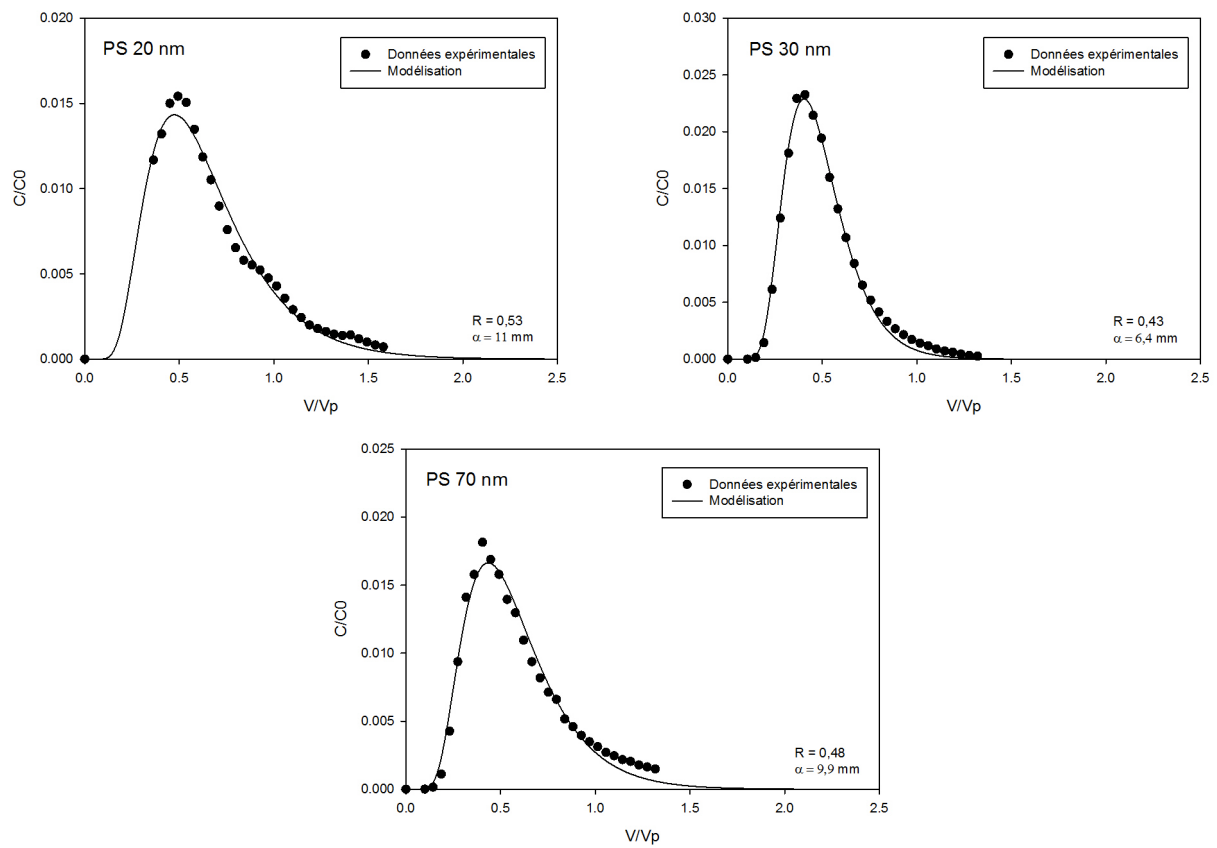 PS 20 nm
Données expérimentales
Modélisation
0.020
0.015
0.010
0.005
0.000
C/C0
R = 0,53
α = 11 mm
0.0 0.5 1.0 1.5 2.0 2.5
V/Vp
PS 30 nm
Données expérimentales
Modélisation
0.030
0.025
0.020
0.015
0.010
0.005
0.000
C/C0
R = 0,43
α = 6,4 mm
0.0 0.5 1.0 1.5 2.0 2.5
V/Vp
PS 70 nm
Données expérimentales
Modélisation
0.025
0.020
0.015
0.010
0.005
0.000
C/C0
R = 0,48
α = 9,9 mm
0.0 0.5 1.0 1.5 2.0 2.5
V/Vp